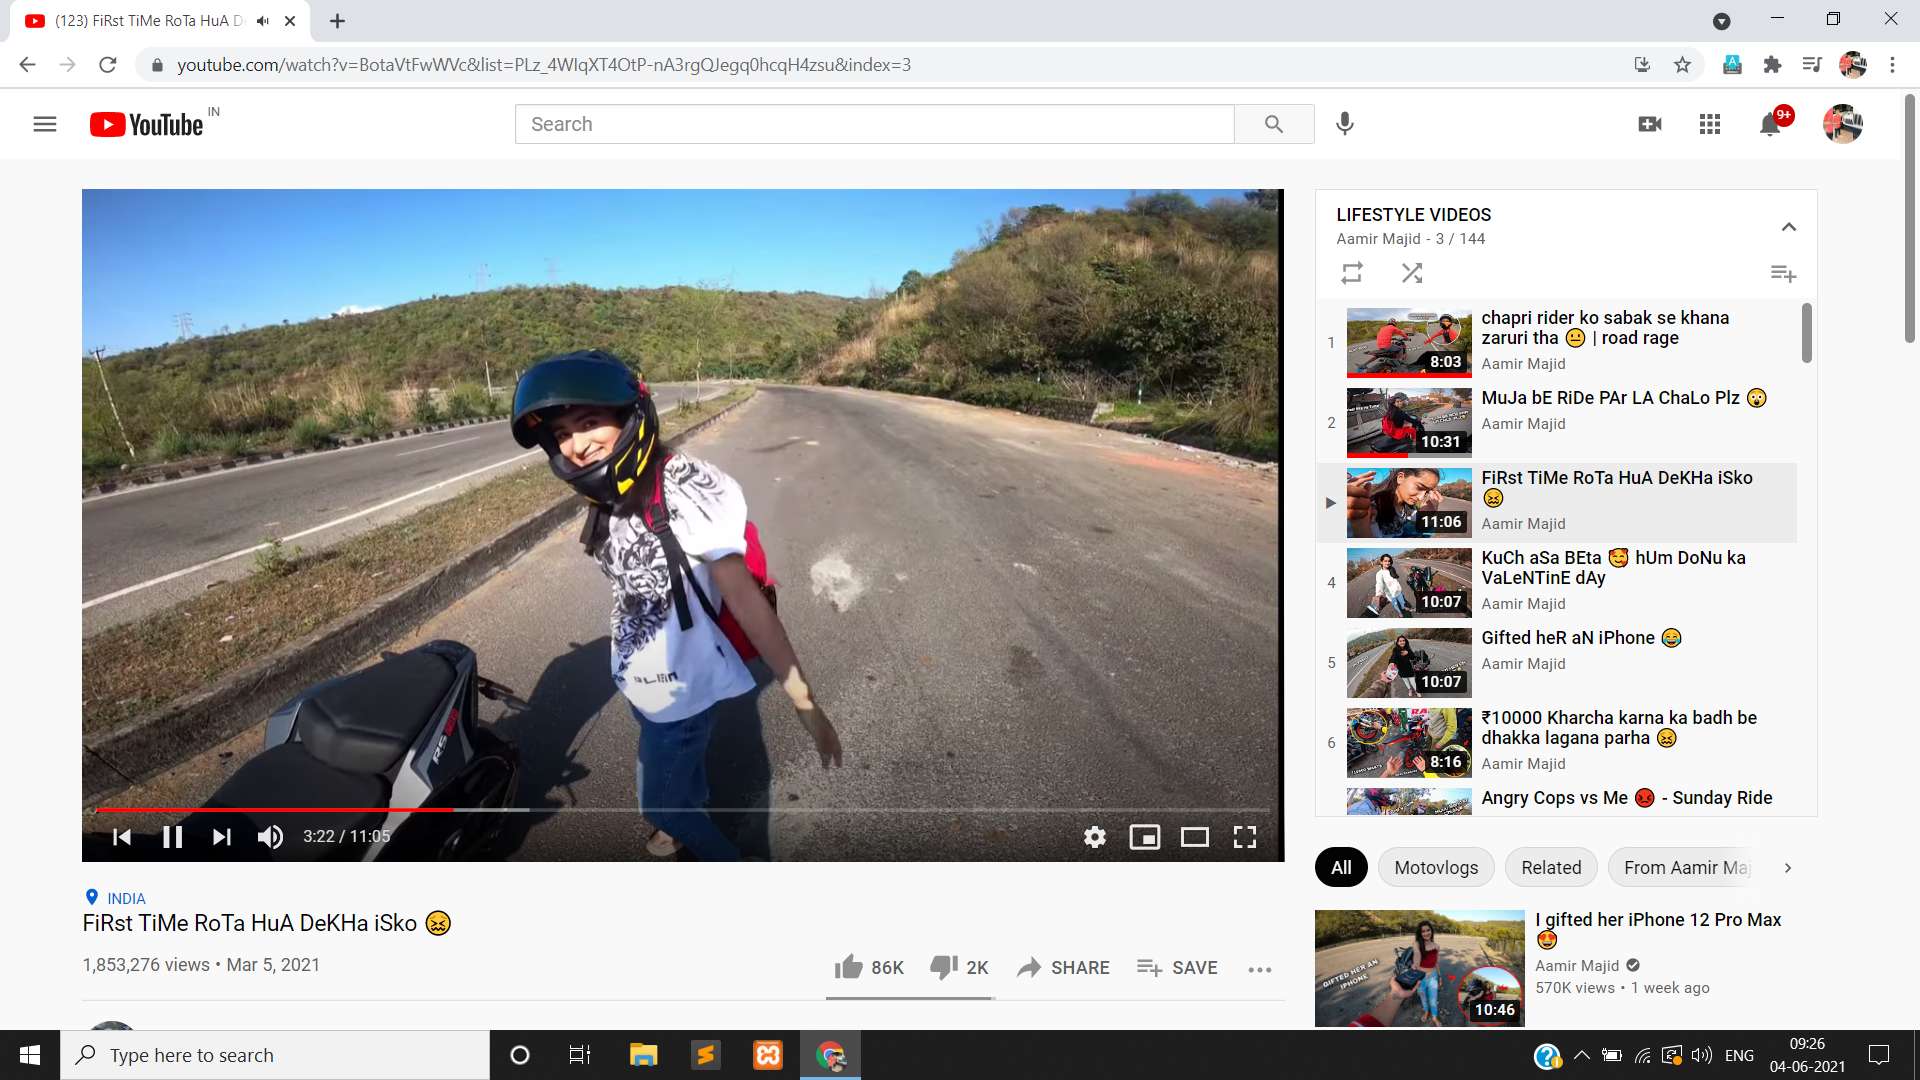 (123) FiRst TiMe RoTa HuA D
youtube.com/watch?v=BotaVtFwWVc&list=PLz_4WlqXT4OtP-nA3rgQJegq0hcqH4zsu&index=3
YouTube IN
Search
9+
LIFESTYLE VIDEOS
Aamir Majid - 3 / 144
1
8:03
chapri rider ko sabak se khana
zaruri tha 😐 | road rage
Aamir Majid
2
10:31
MuJa bE RiDe PAr LA ChaLo Plz 😲
Aamir Majid
11:06
FiRst TiMe RoTa HuA DeKHa iSko
😖
Aamir Majid
4
10:07
KuCh aSa BEta 🥰 hUm DoNu ka
VaLeNTinE dAy
Aamir Majid
5
10:07
Gifted heR aN iPhone 😂
Aamir Majid
6
8:16
₹10000 Kharcha karna ka badh be
dhakka lagana parha 😖
Aamir Majid
Angry Cops vs Me 😡 - Sunday Ride
3:22 / 11:05
All
Motovlogs
Related
From Aamir Maj
INDIA
FiRst TiMe RoTa HuA DeKHa iSko 😖
1,853,276 views • Mar 5, 2021
86K
2K
SHARE
SAVE
GIFTED HER AN
IPHONE
10:46
I gifted her iPhone 12 Pro Max
😍
Aamir Majid
570K views • 1 week ago
Type here to search
ENG
09:26
04-06-2021